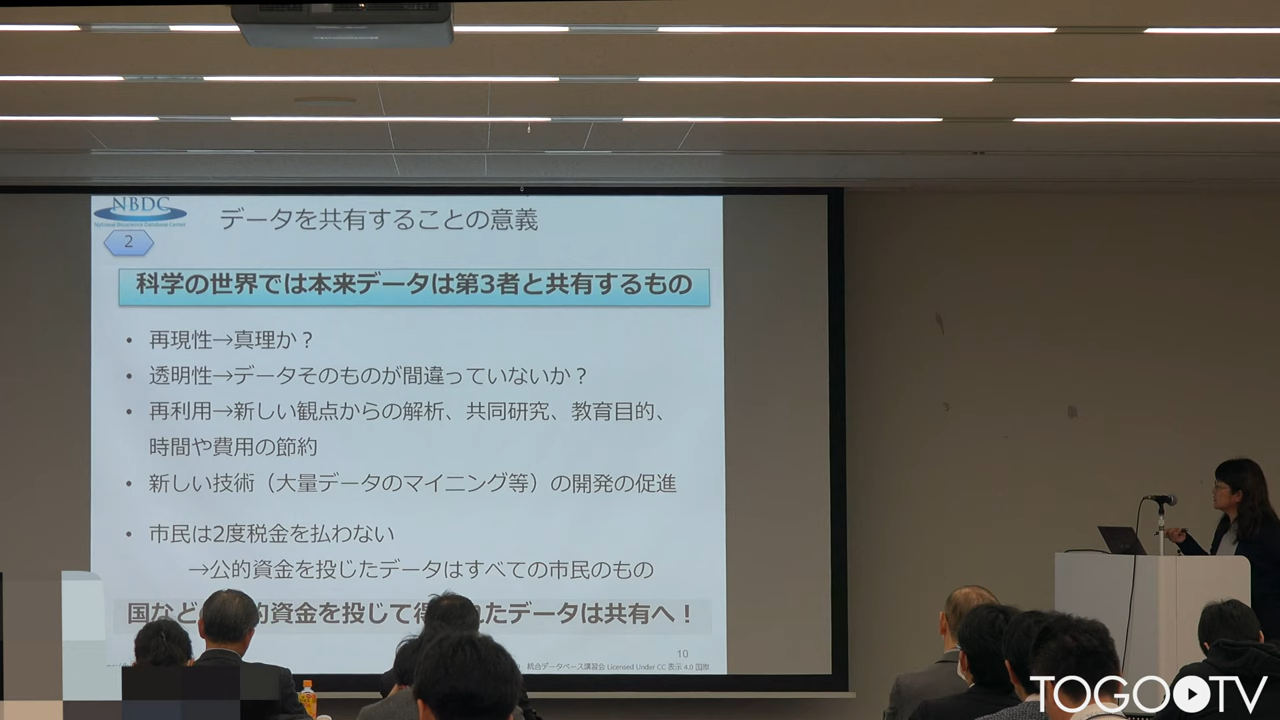 NBDC
National Bioscience Database Center
データを共有することの意義
2
科学の世界では本来データは第3者と共有するもの
• 再現性→真理か？
• 透明性→データそのものが間違っていないか？
• 再利用→新しい観点からの解析、共同研究、教育目的、
時間や費用の節約
• 新しい技術（大量データのマイニング等）の開発の促進
• 市民は2度税金を払わない
→公的資金を投じたデータはすべての市民のもの
国など 的資金を投じて得 れたデータは共有へ！
10
統合データベース講習会 Licensed Under CC 表示 4.0 国際
TOGOTV